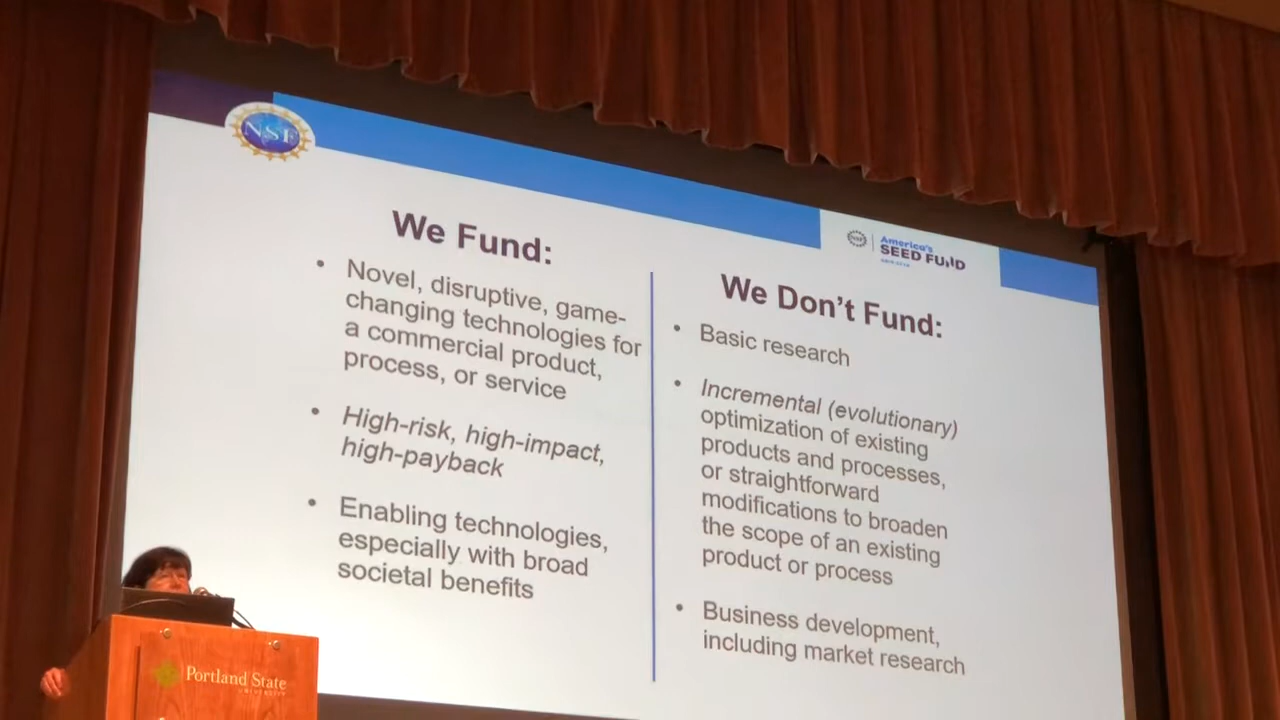 NSF
NSF
America's
SEED FUND
We Fund:
• Novel, disruptive, game-
changing technologies for
a commercial product,
process, or service
• High-risk, high-impact,
high-payback
• Enabling technologies,
especially with broad
societal benefits
We Don't Fund:
• Basic research
• Incremental (evolutionary)
optimization of existing
products and processes,
or straightforward
modifications to broaden
the scope of an existing
product or process
• Business development,
including market research
Portland State
UNIVERSITY